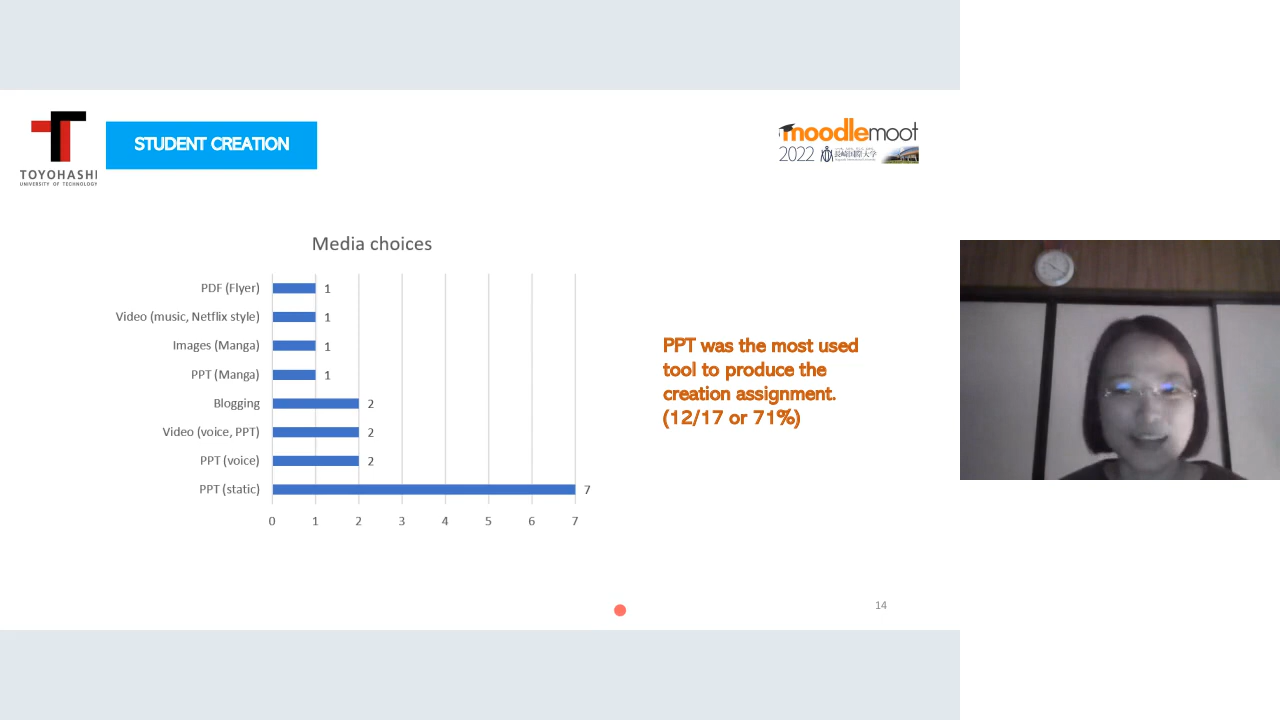 STUDENT CREATION
TOYOHASHI
UNIVERSITY OF TECHNOLOGY
moodlemoot
2022
Media choices
PDF (Flyer) 1
Video (music, Netflix style) 1
Images (Manga) 1
PPT (Manga) 1
Blogging 2
Video (voice, PPT) 2
PPT (voice) 2
PPT (static) 7
0 1 2 3 4 5 6 7
PPT was the most used
tool to produce the
creation assignment.
(12/17 or 71%)
14